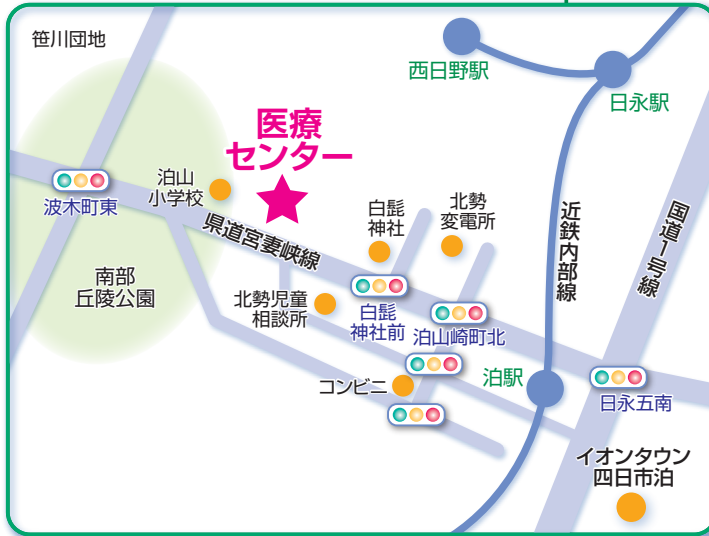 笹川団地
西日野駅
日永駅
医療
センター
泊山
小学校
波木町東
白髭
神社
北勢
変電所
県道宮妻峡線
近鉄内部線
国道1号線
南部
丘陵公園
北勢児童
相談所
白髭
神社前
泊山崎町北
コンビニ
泊駅
日永五南
イオンタウン
四日市泊